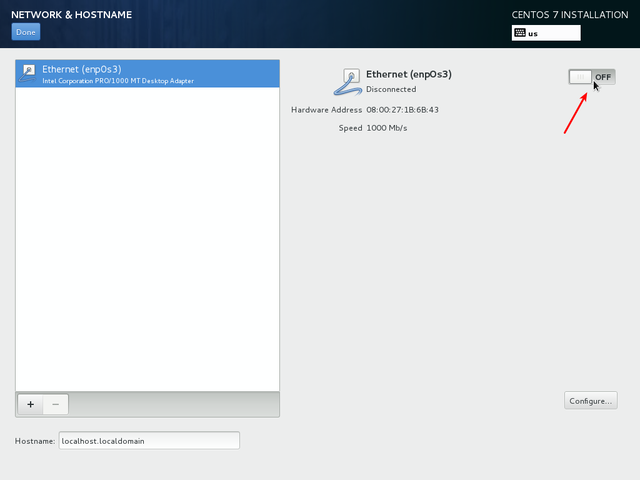 NETWORK & HOSTNAME
CENTOS 7 INSTALLATION
Done
us
Ethernet (enp0s3)
Intel Corporation PRO/1000 MT Desktop Adapter
Ethernet (enp0s3)
Disconnected
OFF
Hardware Address 08:00:27:1B:6B:43
Speed 1000 Mb/s
+ −
Configure...
Hostname: localhost.localdomain